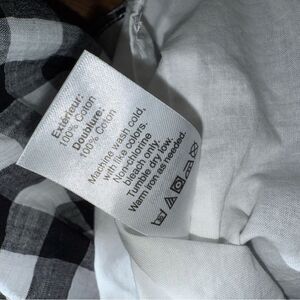 Extérieur:
100% Coton
Doublure:
100% Coton
Machine wash cold,
with like colors.
Non-chlorine
bleach only.
Tumble dry low.
Warm iron as needed.